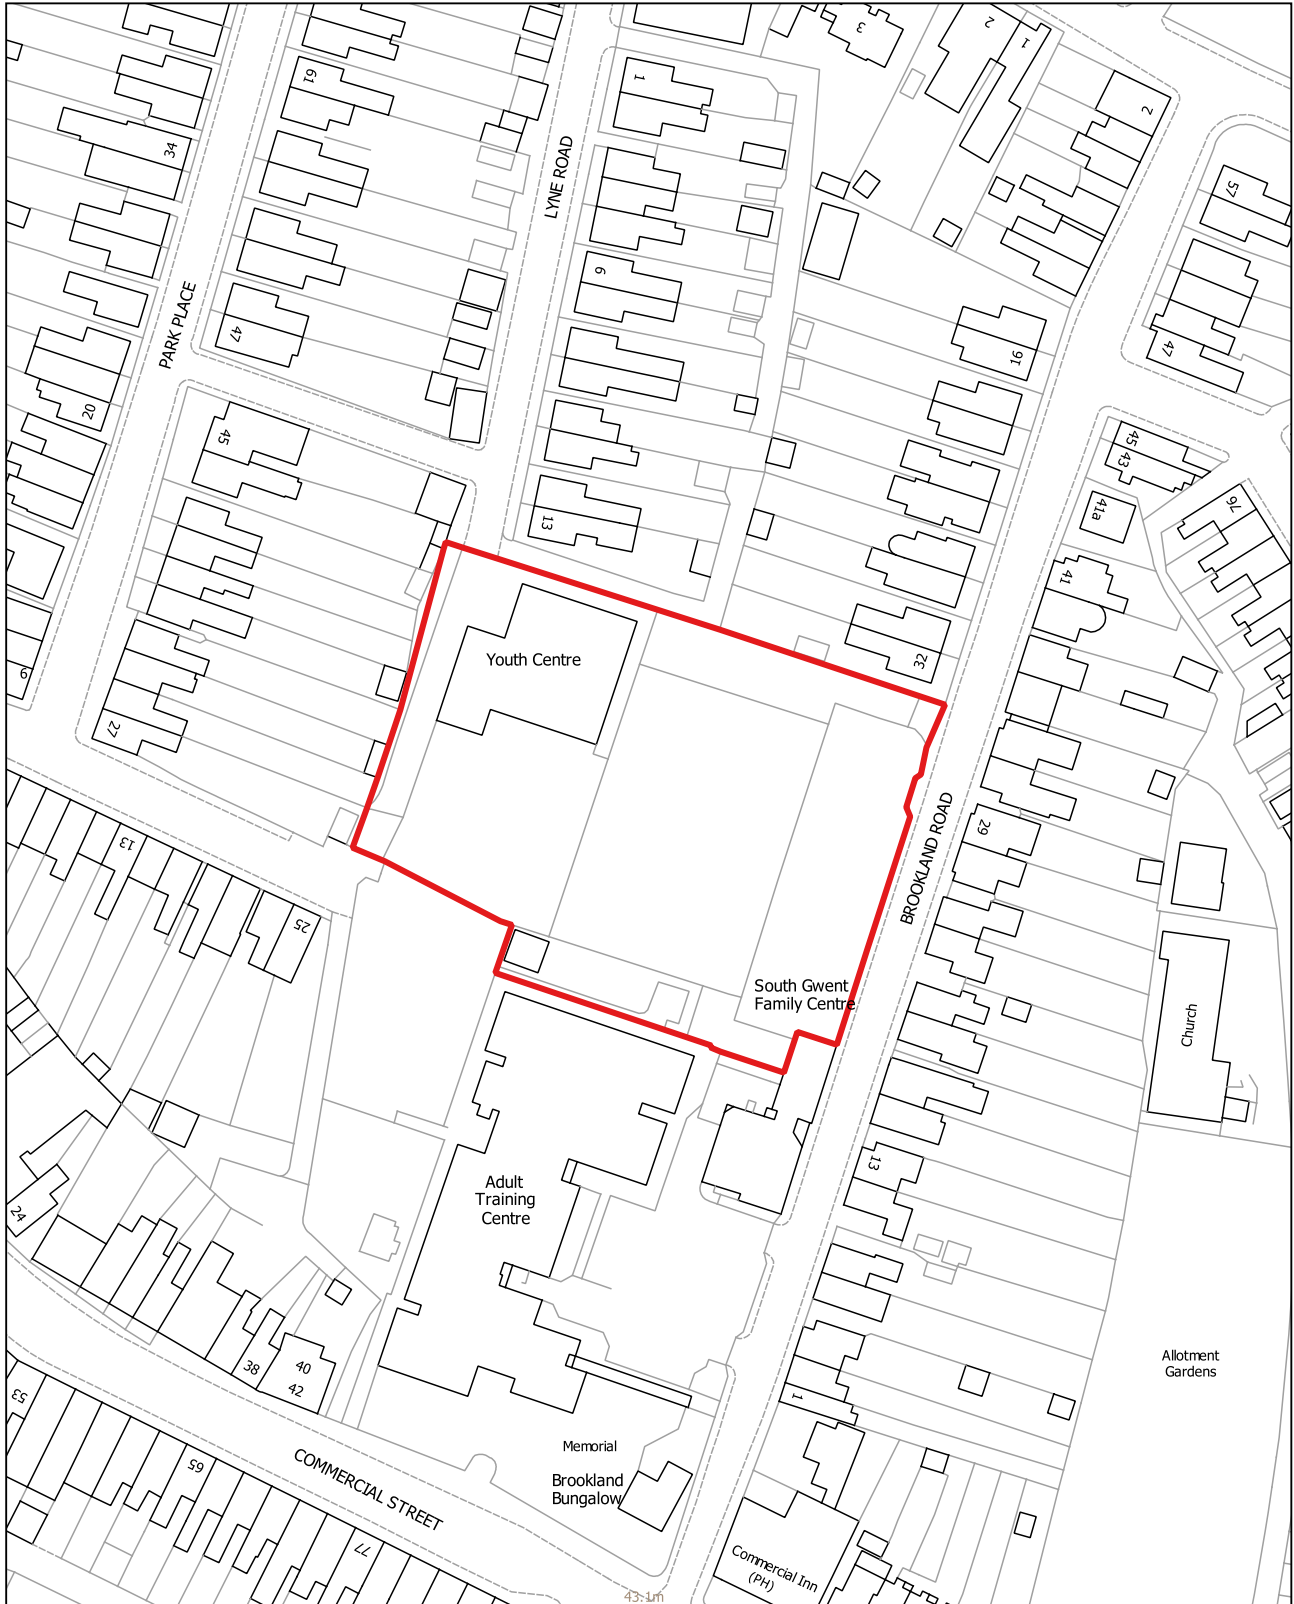 3
2
1
2
61
1
34
LYNE ROAD
57
PARK PLACE
6
47
16
47
20
45
45
43
41a
76
13
41
Youth Centre
32
9
27
BROOKLAND ROAD
29
13
25
South Gwent
Family Centre
Church
13
Adult
Training
Centre
24
Allotment
Gardens
40
38
42
1
53
Memorial
65
COMMERCIAL STREET
Brookland
Bungalow
77
Commercial Inn
(PH)
43.1m